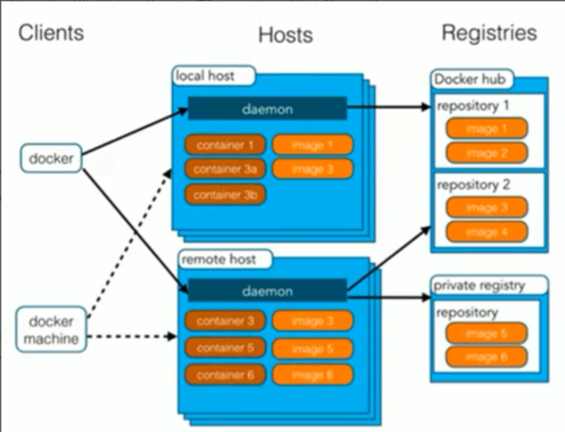 Clients
Hosts
Registries
local host
daemon
container 1
image 1
container 3a
image 3
container 3b
docker
docker
machine
remote host
daemon
container 3
image 3
container 5
image 5
container 6
image 6
Docker hub
repository 1
image 1
image 2
repository 2
image 3
image 4
private registry
repository
image 5
image 6